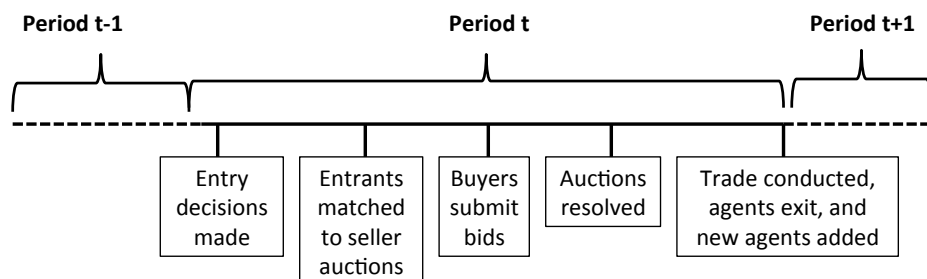 Period t-1
Period t
Period t+1
Entry
decisions
made
Entrants
matched
to seller
auctions
Buyers
submit
bids
Auctions
resolved
Trade conducted,
agents exit, and
new agents added